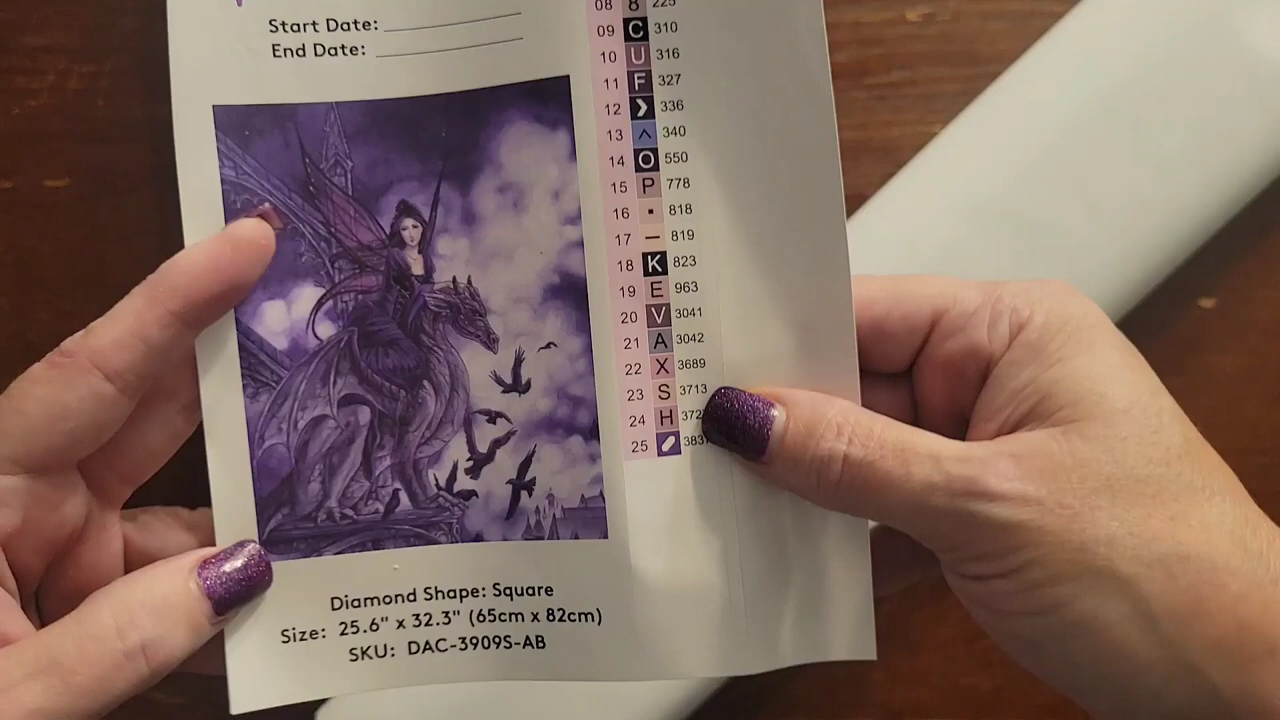 Start Date:
End Date:
08 8 225
09 C 310
10 U 316
11 F 327
12 ❯ 336
13 ^ 340
14 O 550
15 P 778
16 ▪ 818
17 — 819
18 K 823
19 E 963
20 V 3041
21 A 3042
22 X 3689
23 S 3713
24 H
25
Diamond Shape: Square
Size: 25.6" x 32.3" (65cm x 82cm)
SKU: DAC-3909S-AB